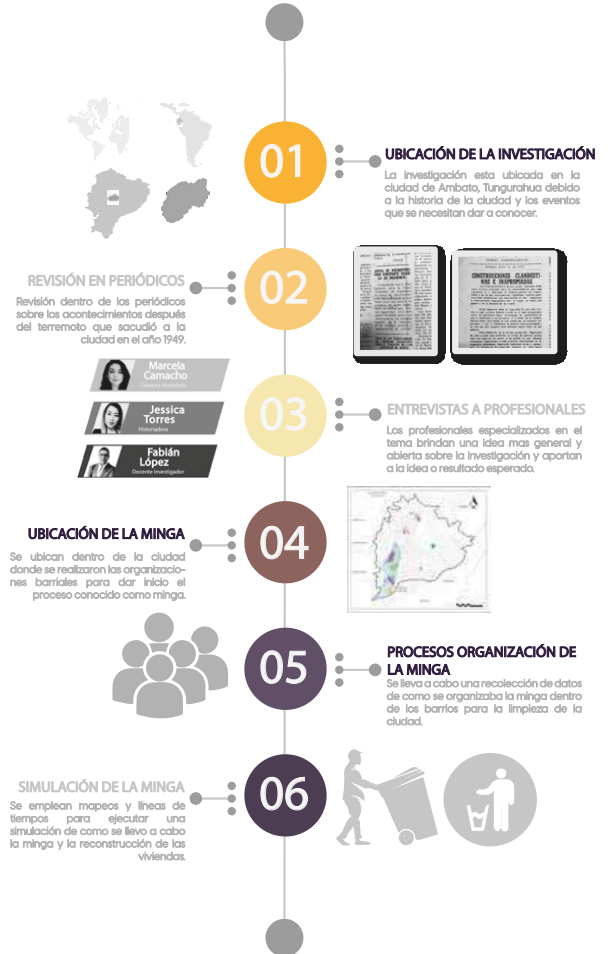 01
UBICACIÓN DE LA INVESTIGACIÓN
La investigación esta ubicada en la
ciudad de Ambato, Tungurahua debido
a la historia de la ciudad y los eventos
que se necesitan dar a conocer.
02
REVISIÓN EN PERIÓDICOS
Revisión dentro de los periódicos
sobre los acontecimientos después
del terremoto que sacudió a la
ciudad en el año 1949.
CONSTRUCCIONES CLANDESTI-
NAS E INAPROPIADAS
03
Marcela
Camacho
Jessica
Torres
Historiadora
Fabián
López
Docente Investigador
ENTREVISTAS A PROFESIONALES
Los profesionales especializados en el
tema brindan una idea mas general y
abierta sobre la investigación y aportan
a la idea o resultado esperado.
04
UBICACIÓN DE LA MINGA
Se ubican dentro de la ciudad
donde se realizaron las organizacio-
nes barriales para dar inicio el
proceso conocido como minga.
05
PROCESOS ORGANIZACIÓN DE
LA MINGA
Se lleva a cabo una recolección de datos
de como se organizaba la minga dentro
de los barrios para la limpieza de la
ciudad.
06
SIMULACIÓN DE LA MINGA
Se emplean mapeos y líneas de
tiempos para ejecutar una
simulación de como se llevo a cabo
la minga y la reconstrucción de las
viviendas.